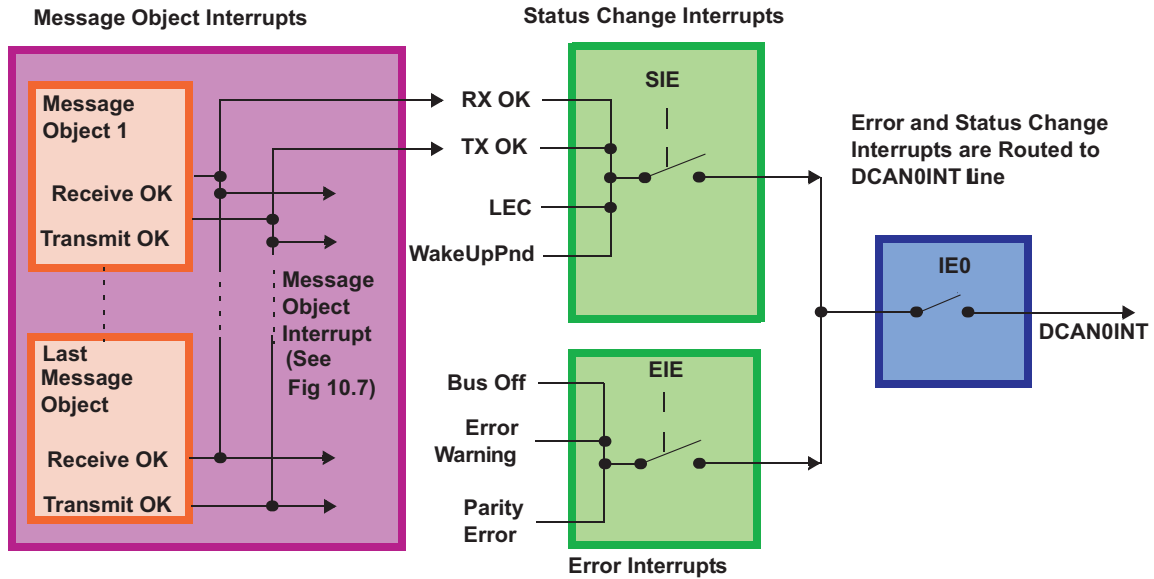 Message Object Interrupts
Status Change Interrupts
Message
Object 1
Receive OK
Transmit OK
Message
Object
Interrupt
(See
Fig 10.7)
Last
Message
Object
Receive OK
Transmit OK
RX OK
TX OK
LEC
WakeUpPnd
SIE
Bus Off
Error
Warning
Parity
Error
EIE
Error Interrupts
Error and Status Change
Interrupts are Routed to
DCAN0INT Line
IE0
DCAN0INT